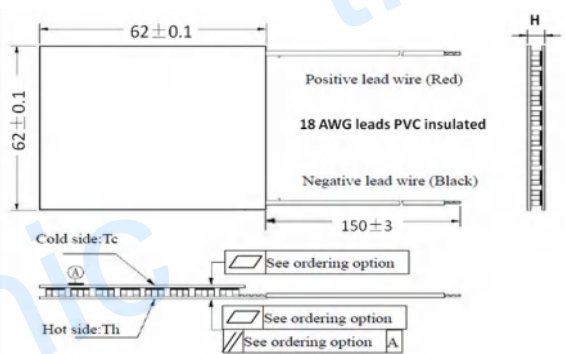 62±0.1
H
Positive lead wire (Red)
62±0.1
18 AWG leads PVC insulated
Negative lead wire (Black)
150±3
Cold side:Tc
A
See ordering option
Hot side:Th
See ordering option
See ordering option A